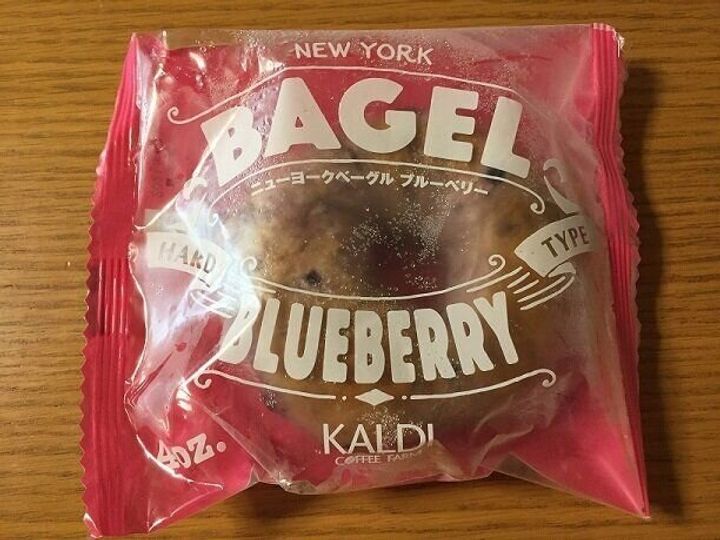 NEW YORK
BAGEL
ニューヨークベーグル ブルーベリー
HARD TYPE
BLUEBERRY
4oz.
KALDI
COFFEE FARM